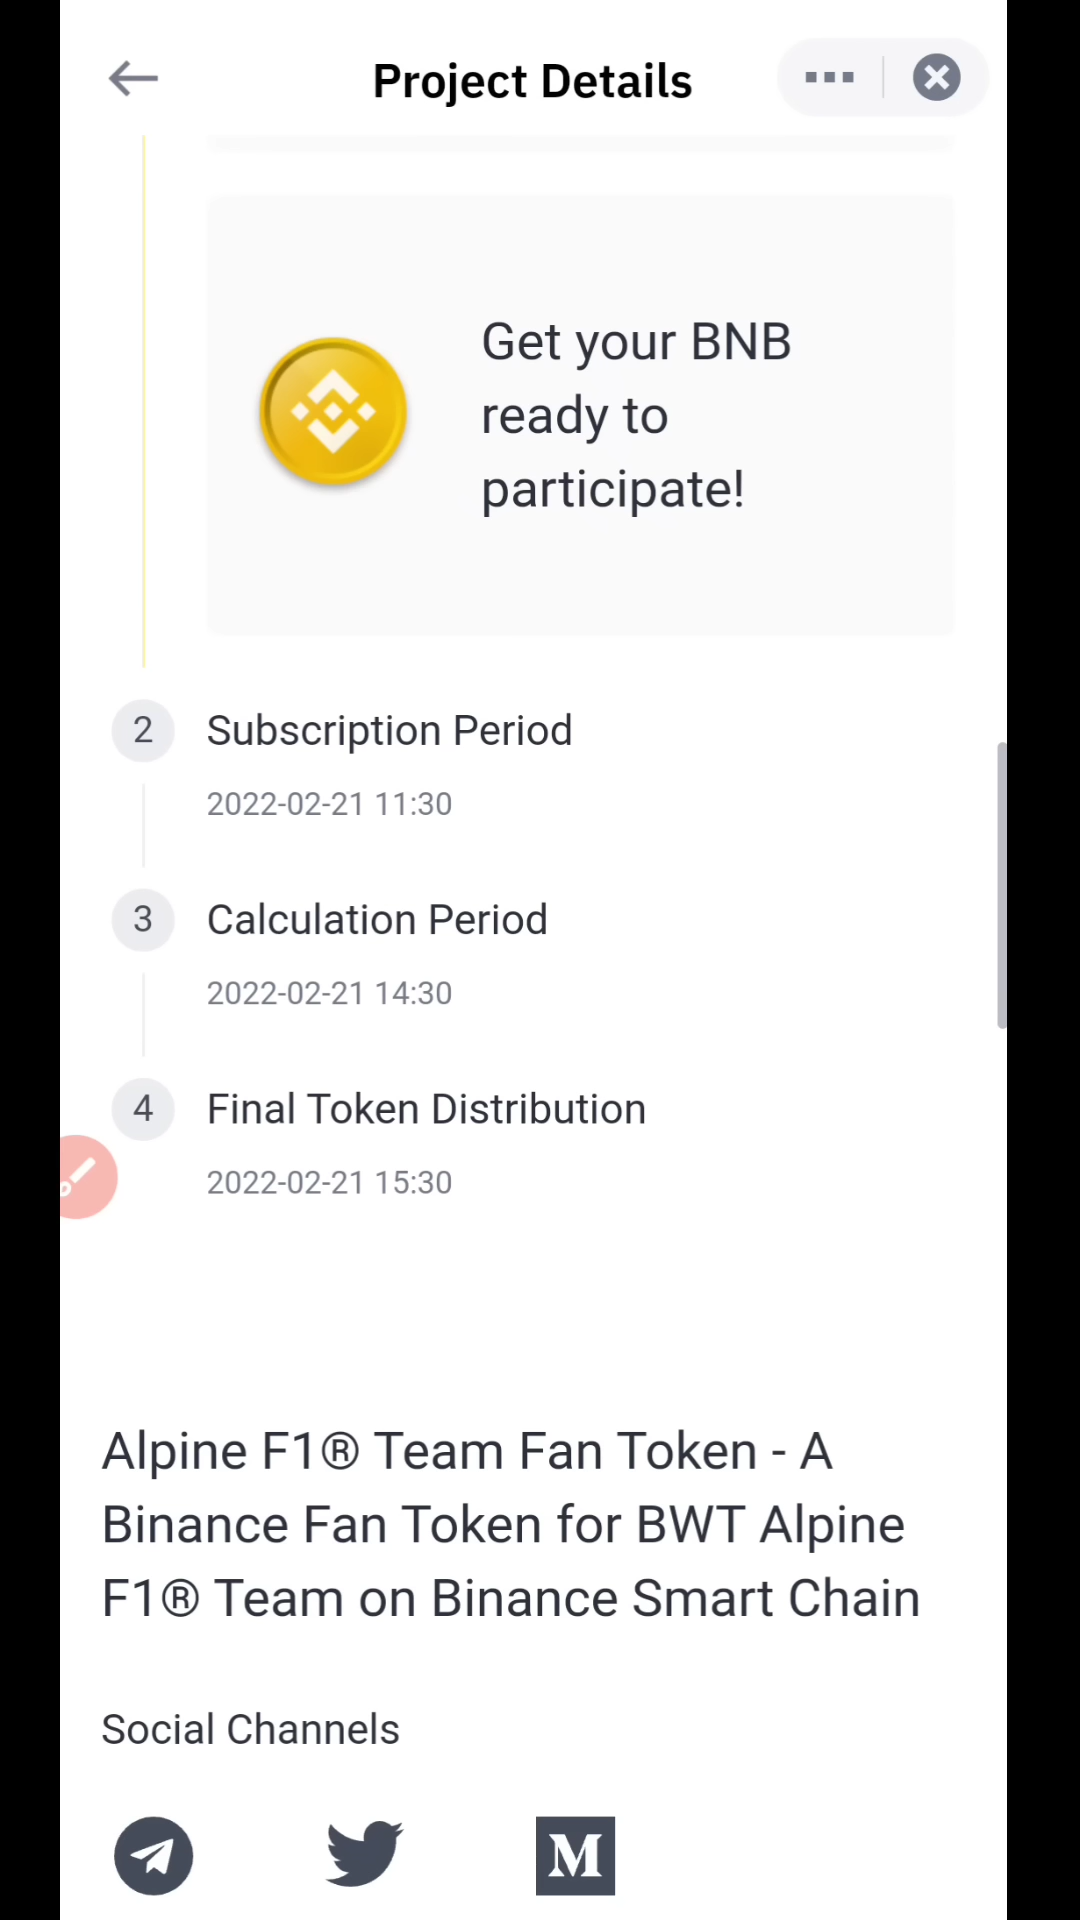 Project Details
Get your BNB
ready to
participate!
2 Subscription Period
2022-02-21 11:30
3 Calculation Period
2022-02-21 14:30
4 Final Token Distribution
2022-02-21 15:30
Alpine F1® Team Fan Token - A
Binance Fan Token for BWT Alpine
F1® Team on Binance Smart Chain
Social Channels
M